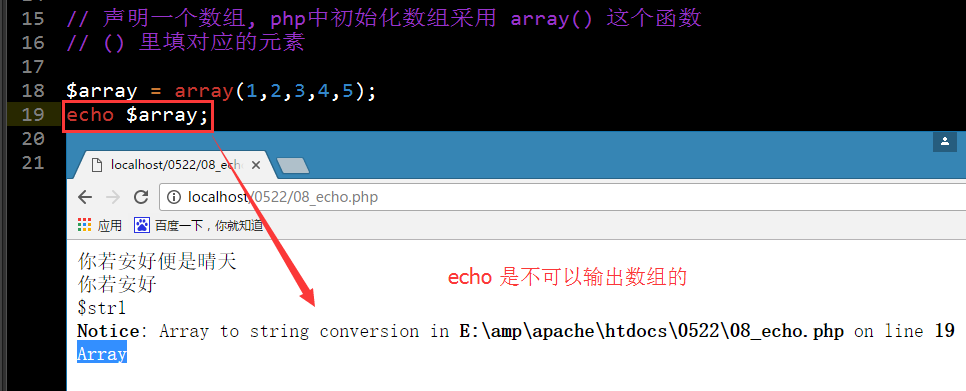 15 // 声明一个数组, php中初始化数组采用 array() 这个函数
16 // () 里填对应的元素
17
18 $array = array(1,2,3,4,5);
19 echo $array;
20
21
localhost/0522/08_ech
localhost/0522/08_echo.php
应用 百度一下，你就知道
你若安好便是晴天
你若安好
echo 是不可以输出数组的
$str1
Notice: Array to string conversion in E:\amp\apache\htdocs\0522\08_echo.php on line 19
Array